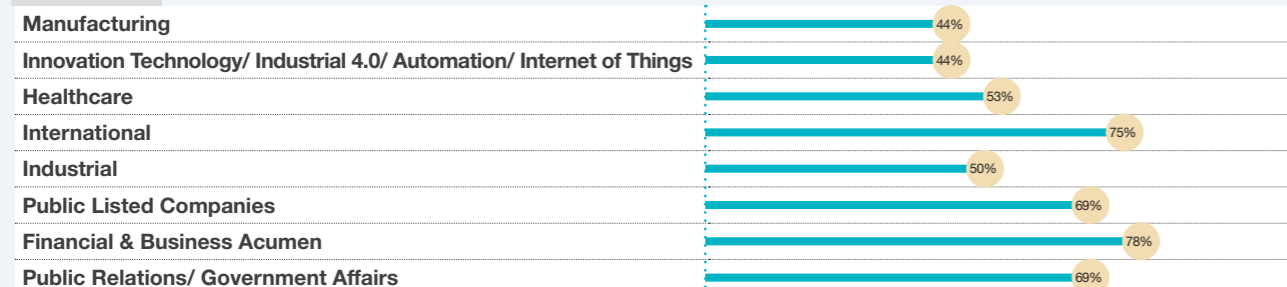 Manufacturing 44%
Innovation Technology/ Industrial 4.0/ Automation/ Internet of Things 44%
Healthcare 53%
International 75%
Industrial 50%
Public Listed Companies 69%
Financial & Business Acumen 78%
Public Relations/ Government Affairs 69%